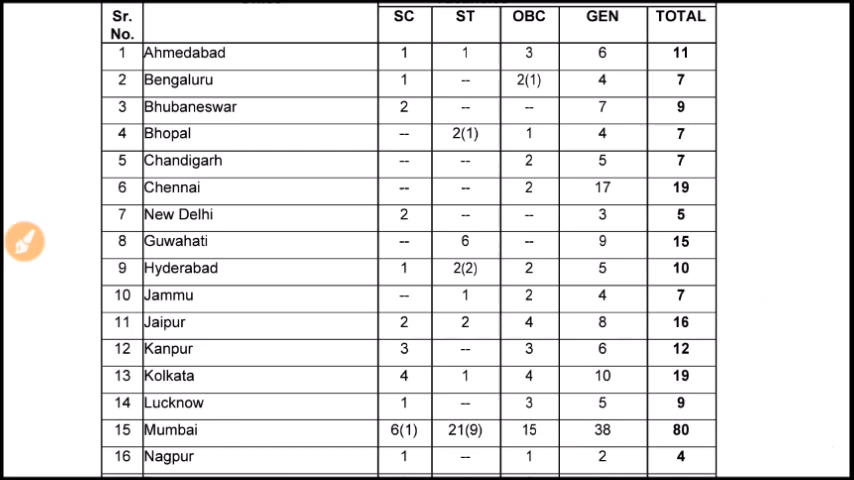 Sr. No. SC ST OBC GEN TOTAL
1 Ahmedabad 1 1 3 6 11
2 Bengaluru 1 -- 2(1) 4 7
3 Bhubaneswar 2 -- -- 7 9
4 Bhopal -- 2(1) 1 4 7
5 Chandigarh -- -- 2 5 7
6 Chennai -- -- 2 17 19
7 New Delhi 2 -- -- 3 5
8 Guwahati -- 6 -- 9 15
9 Hyderabad 1 2(2) 2 5 10
10 Jammu -- 1 2 4 7
11 Jaipur 2 2 4 8 16
12 Kanpur 3 -- 3 6 12
13 Kolkata 4 1 4 10 19
14 Lucknow 1 -- 3 5 9
15 Mumbai 6(1) 21(9) 15 38 80
16 Nagpur 1 -- 1 2 4